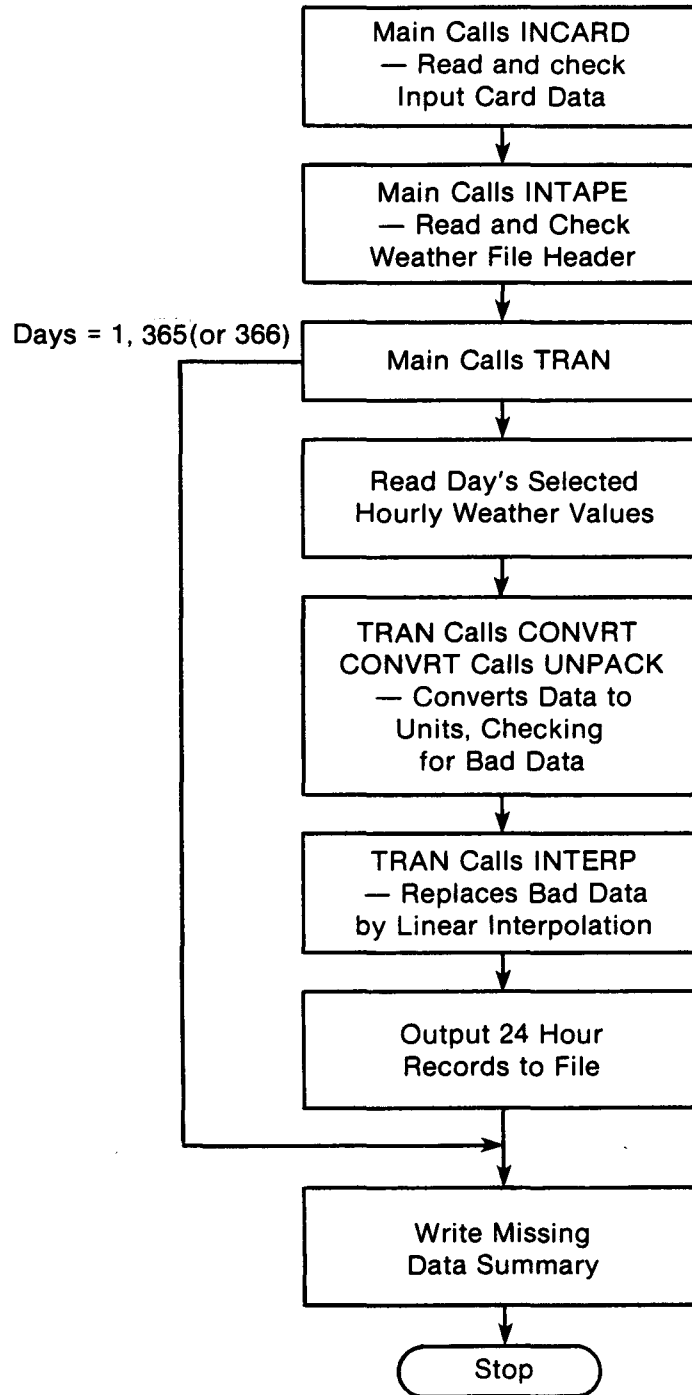 Main Calls INCARD
— Read and check
Input Card Data
Main Calls INTAPE
— Read and Check
Weather File Header
Days = 1, 365(or 366)
Main Calls TRAN
Read Day's Selected
Hourly Weather Values
TRAN Calls CONVRT
CONVRT Calls UNPACK
— Converts Data to
Units, Checking
for Bad Data
TRAN Calls INTERP
— Replaces Bad Data
by Linear Interpolation
Output 24 Hour
Records to File
Write Missing
Data Summary
Stop